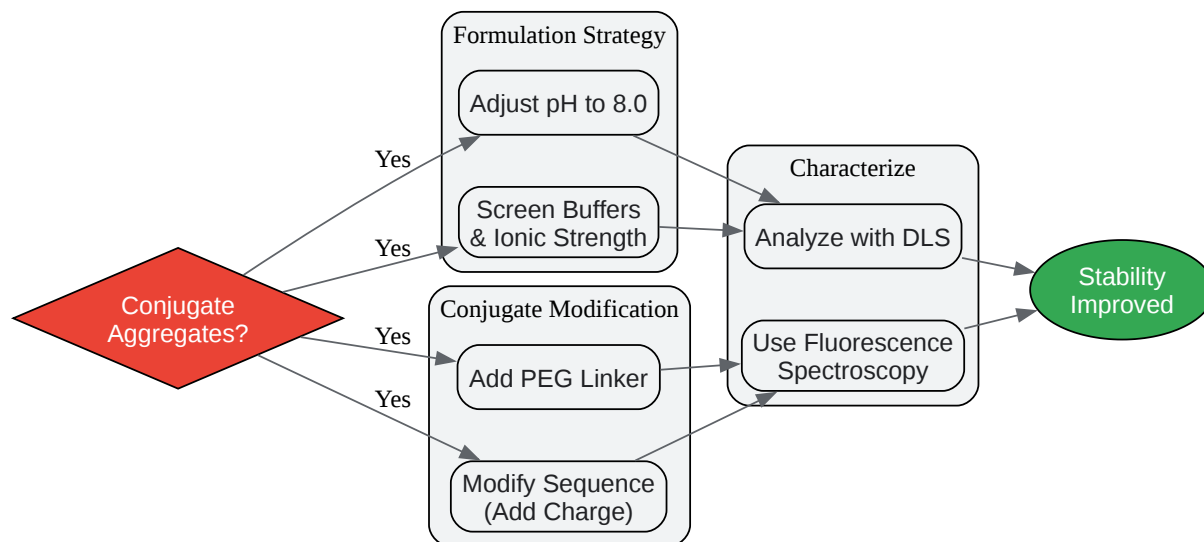 Formulation Strategy
Adjust pH to 8.0
Screen Buffers
& Ionic Strength
Yes
Yes
Conjugate
Aggregates?
Yes
Yes
Conjugate Modification
Add PEG Linker
Modify Sequence
(Add Charge)
Characterize
Analyze with DLS
Use Fluorescence
Spectroscopy
Stability
Improved